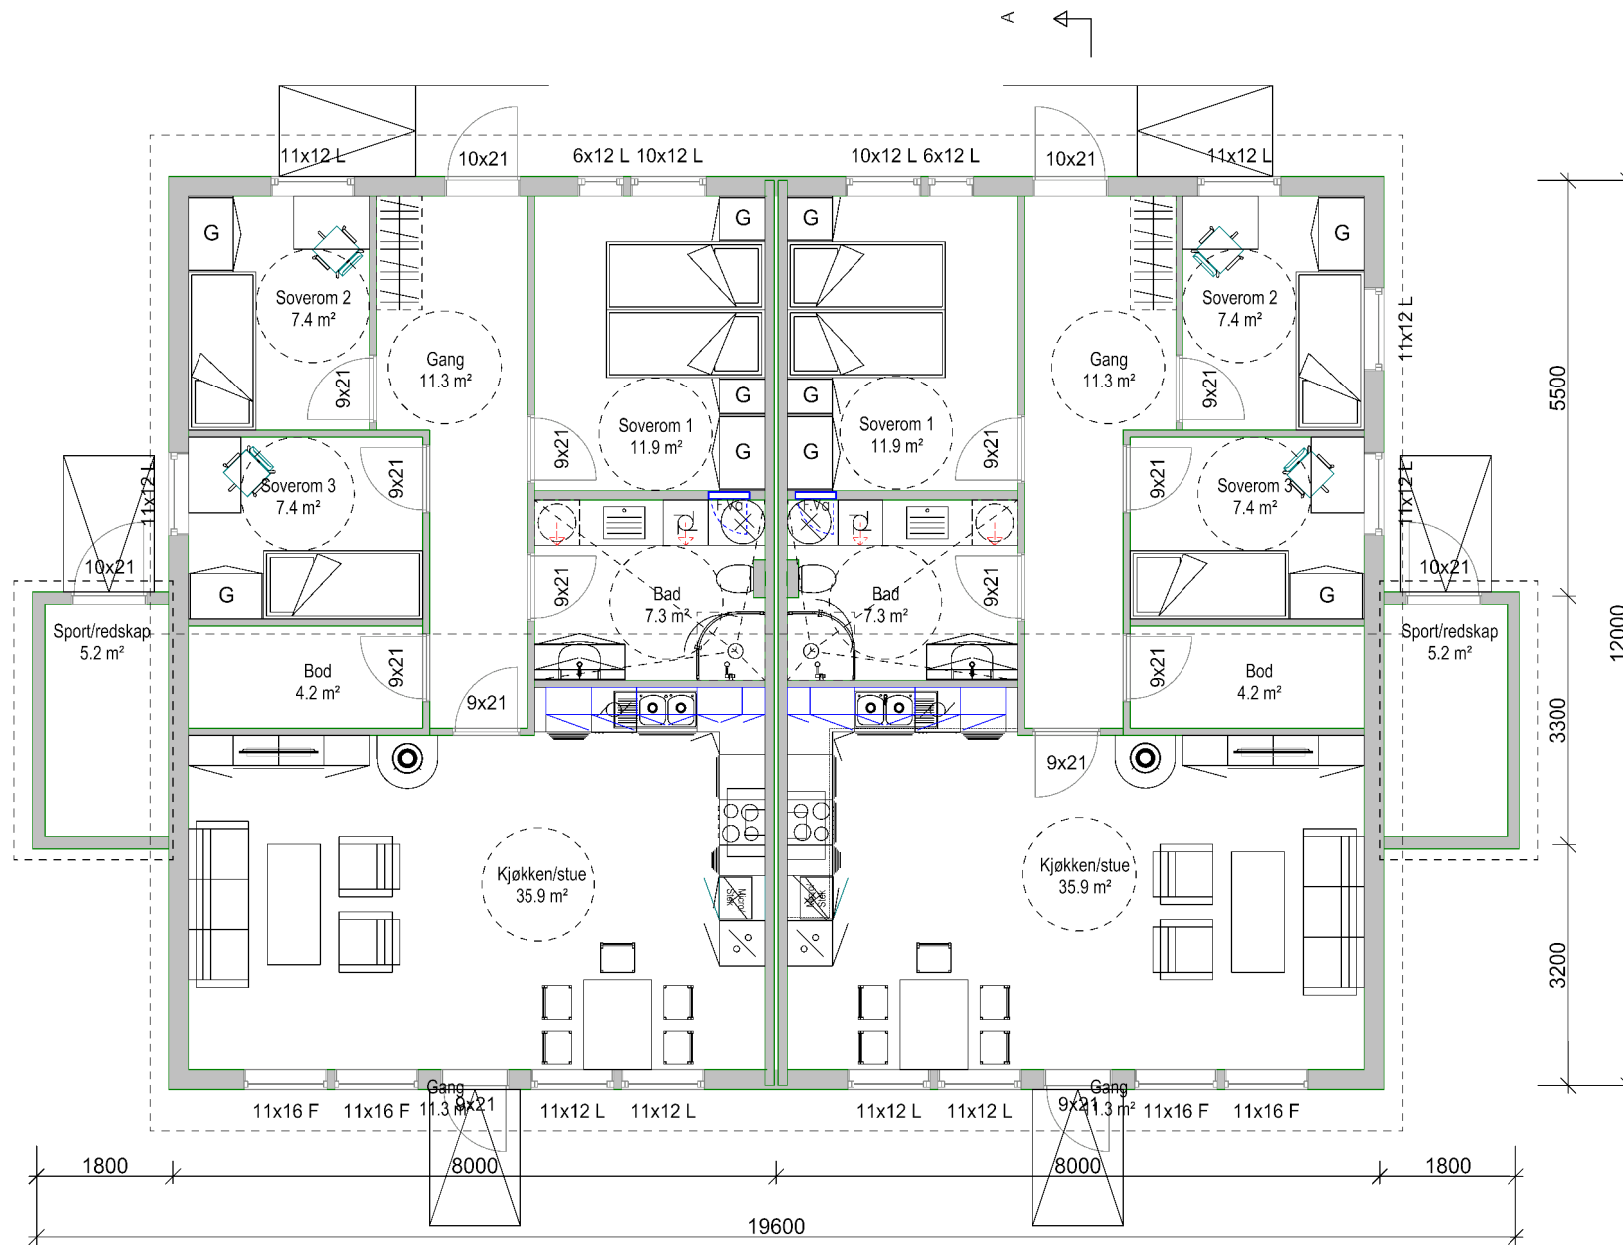 A
11x12 L
10x21
6x12 L
10x12 L
10x12 L
6x12 L
10x21
11x12 L
G
G
G
G
Soverom 2
7.4 m²
Soverom 2
7.4 m²
11x12 L
Gang
11.3 m²
Gang
11.3 m²
9x21
9x21
G
G
5500
Soverom 1
11.9 m²
Soverom 1
11.9 m²
9x21
9x21
G
G
9x21
9x21
11x12 L
Soverom 3
7.4 m²
Soverom 3
7.4 m²
11x12 L
F.Vg
F.Vg
10x21
10x21
9x21
9x21
G
G
Bad
7.3 m²
Bad
7.3 m²
Sport/redskap
5.2 m²
Sport/redskap
5.2 m²
12000
Bod
4.2 m²
Bod
4.2 m²
9x21
9x21
9x21
9x21
3300
Kjøkken/stue
35.9 m²
Kjøkken/stue
35.9 m²
3200
Gang
11.3 m²
9x21
Gang
11.3 m²
9x21
11x16 F
11x16 F
11x12 L
11x12 L
11x12 L
11x12 L
11x16 F
11x16 F
1800
8000
8000
1800
19600